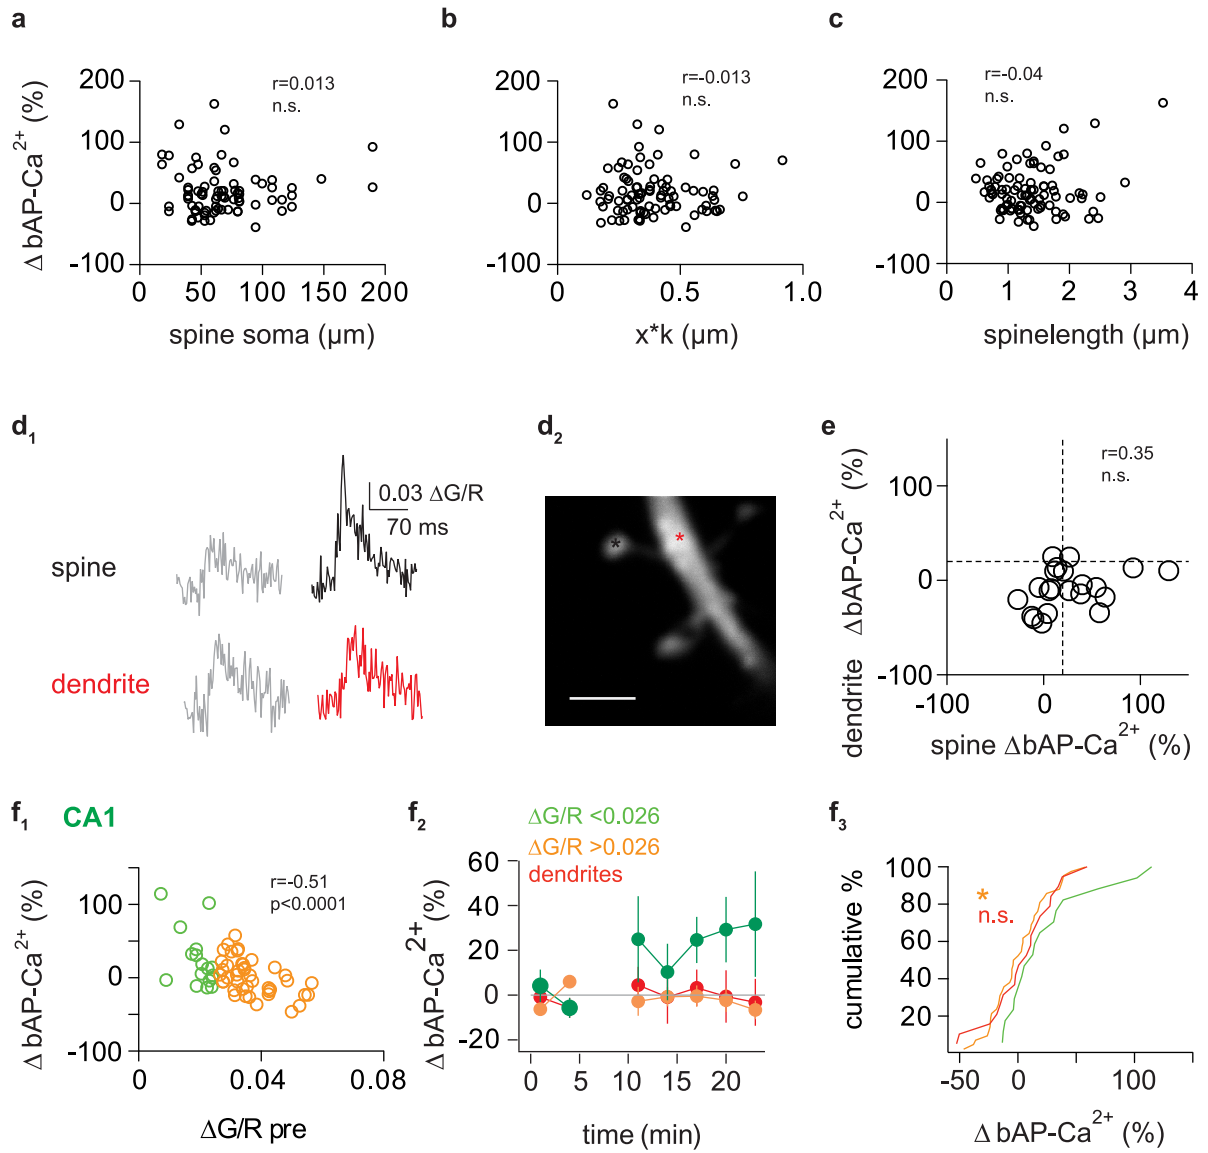 a
Δ bAP-Ca2+ (%)
200
100
0
-100
r=0.013
n.s.
0 50 100 150 200
spine soma (µm)
b
200
100
0
-100
r=-0.013
n.s.
0 0.5 1.0
x*k (µm)
c
200
100
0
-100
r=-0.04
n.s.
0 1 2 3 4
spinelength (µm)
d1
spine
dendrite
0.03 ΔG/R
70 ms
d2
*
*
e
dendrite ΔbAP-Ca2+ (%)
100
0
-100
r=0.35
n.s.
-100 0 100
spine ΔbAP-Ca2+ (%)
f1 CA1
Δ bAP-Ca2+ (%)
100
0
-100
r=-0.51
p<0.0001
0 0.04 0.08
ΔG/R pre
f2
ΔG/R <0.026
ΔG/R >0.026
dendrites
Δ bAP-Ca2+ (%)
60
40
20
0
-20
0 5 10 15 20
time (min)
f3
cumulative %
100
80
60
40
20
*
n.s.
-50 0 100
Δ bAP-Ca2+ (%)